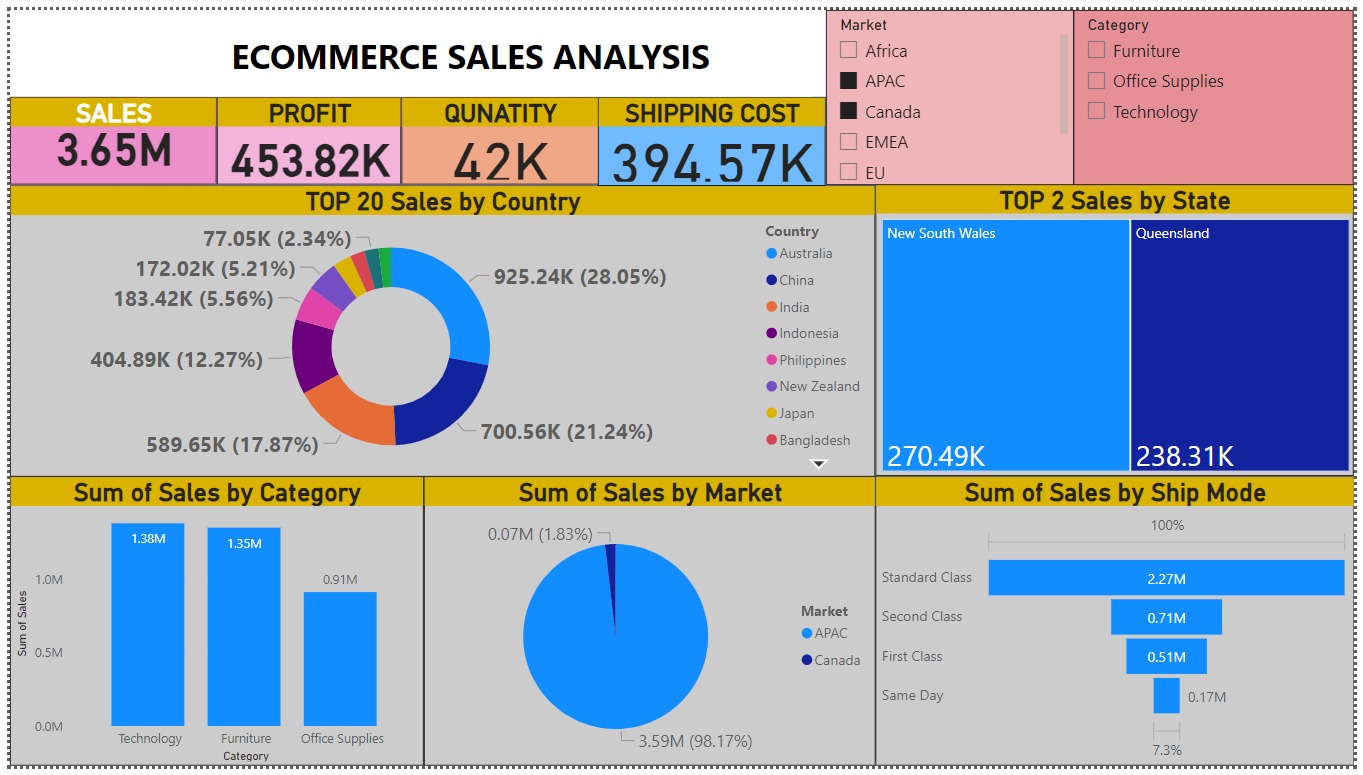 ECOMMERCE SALES ANALYSIS
Market
Africa
APAC
Canada
EMEA
EU
Category
Furniture
Office Supplies
Technology
SALES
3.65M
PROFIT
453.82K
QUNATITY
42K
SHIPPING COST
394.57K
TOP 20 Sales by Country
77.05K (2.34%)
172.02K (5.21%)
183.42K (5.56%)
404.89K (12.27%)
589.65K (17.87%)
925.24K (28.05%)
700.56K (21.24%)
Country
Australia
China
India
Indonesia
Philippines
New Zealand
Japan
Bangladesh
TOP 2 Sales by State
New South Wales
270.49K
Queensland
238.31K
Sum of Sales by Category
Sum of Sales
1.0M
0.5M
0.0M
1.38M
1.35M
0.91M
Technology
Furniture
Office Supplies
Category
Sum of Sales by Market
0.07M (1.83%)
3.59M (98.17%)
Market
APAC
Canada
Sum of Sales by Ship Mode
100%
Standard Class
2.27M
Second Class
0.71M
First Class
0.51M
Same Day
0.17M
7.3%